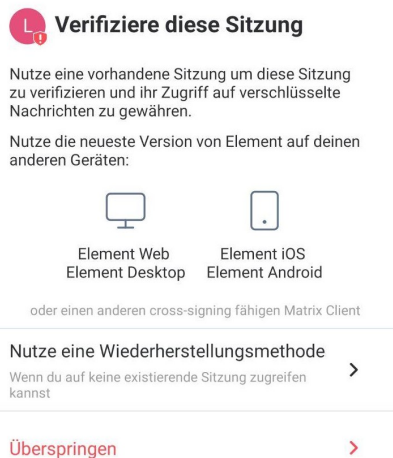 L
Verifiziere diese Sitzung
Nutze eine vorhandene Sitzung um diese Sitzung
zu verifizieren und ihr Zugriff auf verschlüsselte
Nachrichten zu gewähren.
Nutze die neueste Version von Element auf deinen
anderen Geräten:
Element Web
Element Desktop
Element iOS
Element Android
oder einen anderen cross-signing fähigen Matrix Client
Nutze eine Wiederherstellungsmethode
Wenn du auf keine existierende Sitzung zugreifen
kannst
Überspringen